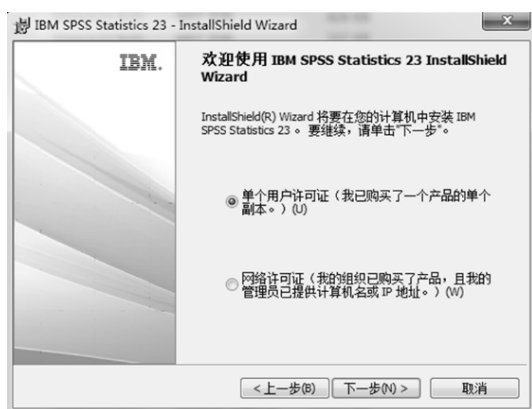 IBM SPSS Statistics 23 - InstallShield Wizard
IBM.
欢迎使用 IBM SPSS Statistics 23 InstallShield
Wizard
InstallShield(R) Wizard 将要在您的计算机中安装 IBM
SPSS Statistics 23。 要继续，请单击“下一步”。
单个用户许可证（我已购买了一个产品的单个
副本。）(U)
网络许可证（我的组织已购买了产品，且我的
管理员已提供计算机名或 IP 地址。）(W)
<上一步(B)
下一步(N) >
取消